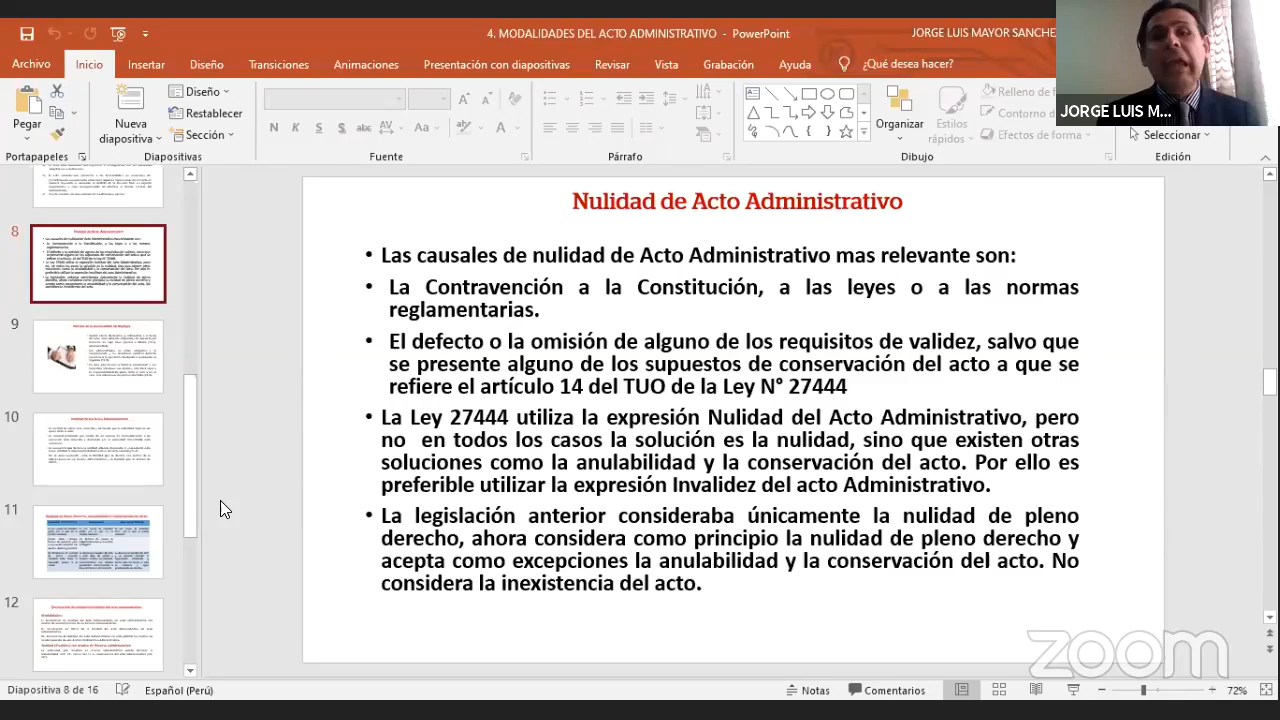 4. MODALIDADES DEL ACTO ADMINISTRATIVO - PowerPoint
JORGE LUIS MAYOR SANCHE
Archivo Inicio Insertar Diseño Transiciones Animaciones Presentación con diapositivas Revisar Vista Grabación Ayuda ¿Qué desea hacer?
JORGE LUIS M...
Pegar
Nueva diapositiva
Diseño
Restablecer
Sección
N K S S abc AV Aa A
Organizar
Estilos rápidos
Relleno de f
Contorno d
Efectos de forma
Seleccionar
Portapapeles Diapositivas Fuente Párrafo Dibujo Edición
8
9
10
11
12
Nulidad de Acto Administrativo
• Las causales de nulidad de Acto Administrativo mas relevante son:
• La Contravención a la Constitución, a las leyes o a las normas
reglamentarias.
• El defecto o la omisión de alguno de los requisitos de validez, salvo que
se presente alguno de los supuestos de conservación del acto a que se
refiere el artículo 14 del TUO de la Ley N° 27444
• La Ley 27444 utiliza la expresión Nulidad del Acto Administrativo, pero
no en todos los casos la solución es la nulidad, sino que existen otras
soluciones como la anulabilidad y la conservación del acto. Por ello es
preferible utilizar la expresión Invalidez del acto Administrativo.
• La legislación anterior consideraba únicamente la nulidad de pleno
derecho, ahora considera como principio la nulidad de pleno derecho y
acepta como excepciones la anulabilidad y la conservación del acto. No
considera la inexistencia del acto.
zoom
Diapositiva 8 de 16 Español (Perú) Notas Comentarios 72%